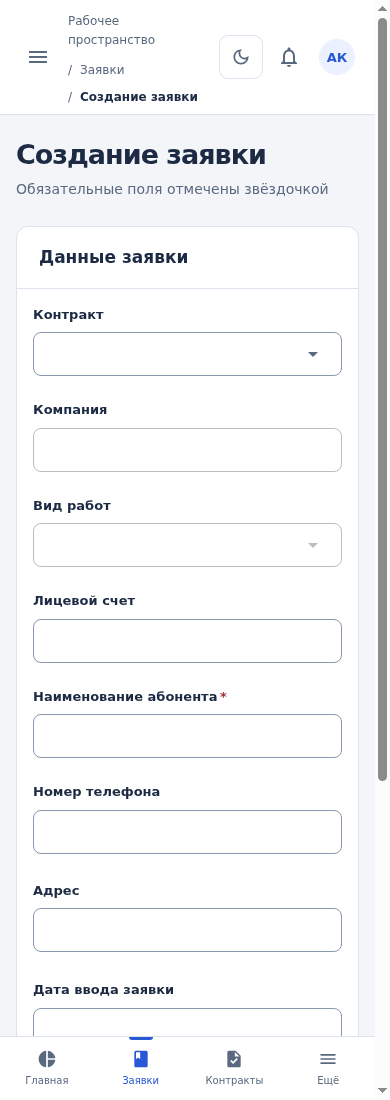 Рабочее
пространство
/ Заявки
/ Создание заявки
АК
Создание заявки
Обязательные поля отмечены звёздочкой
Данные заявки
Контракт
Компания
Вид работ
Лицевой счет
Наименование абонента *
Номер телефона
Адрес
Дата ввода заявки
Главная
Заявки
Контракты
Ещё